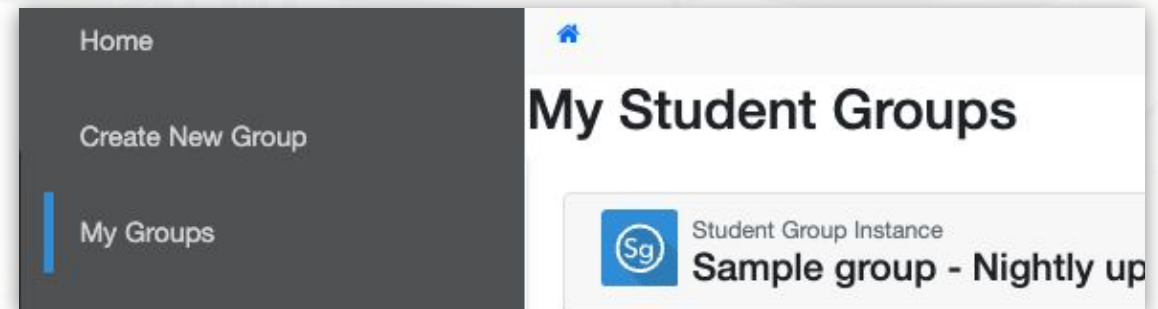 Home
Create New Group
My Groups
My Student Groups
Sg
Student Group Instance
Sample group - Nightly up